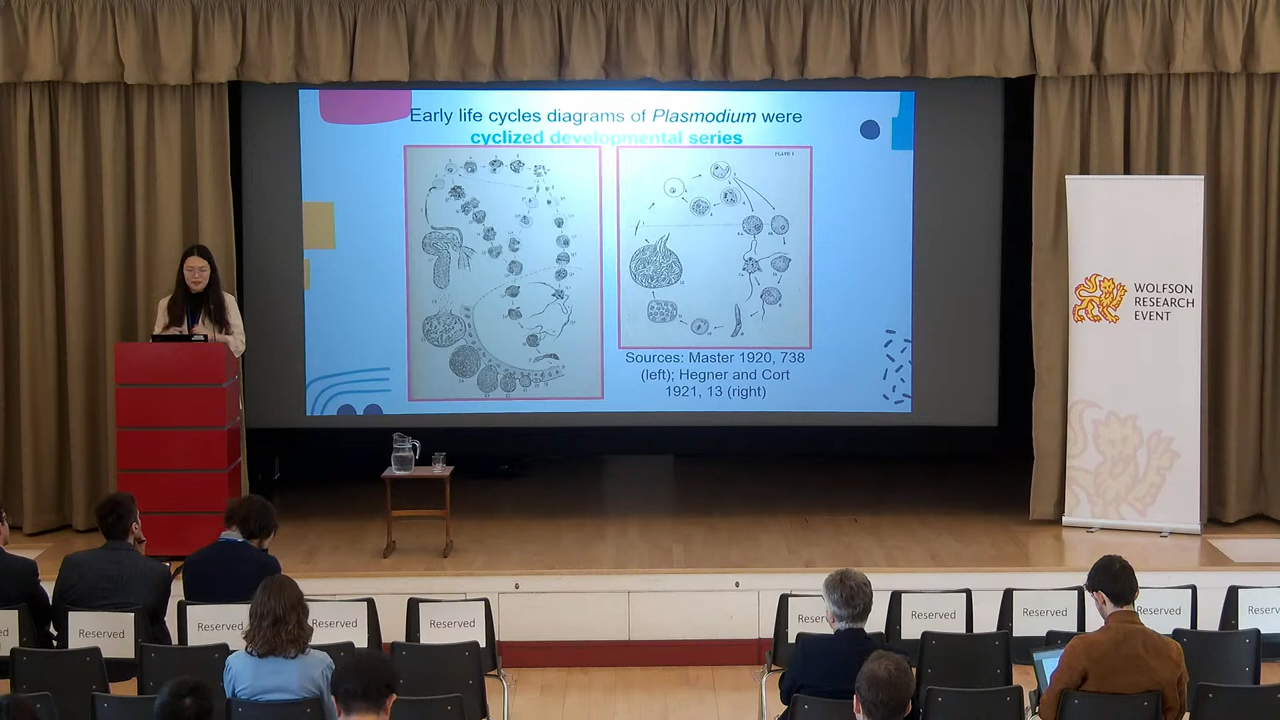 Early life cycles diagrams of Plasmodium were
cyclized developmental series
PLATE I
Sources: Master 1920, 738
(left); Hegner and Cort
1921, 13 (right)
WOLFSON
RESEARCH
EVENT
Reserved
Reserved
Reserved
Reserved
Reserved
Reserved
Reserved